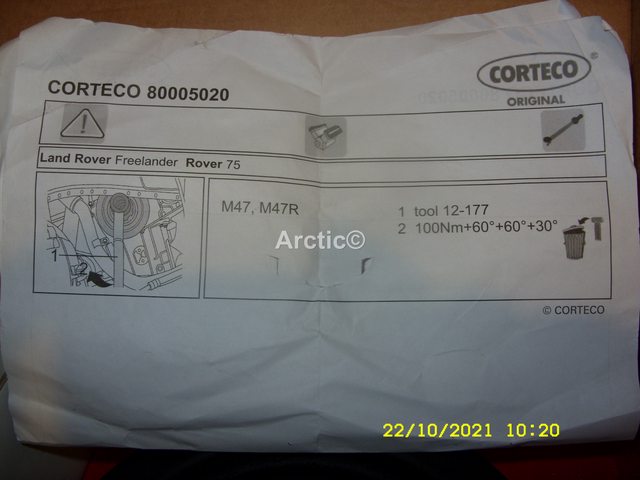 CORTECO 80005020
CORTECO®
ORIGINAL
Land Rover Freelander Rover 75
1
2
M47, M47R
1 tool 12-177
2 100Nm+60°+60°+30°
Arctic©
© CORTECO
22/10/2021 10:20